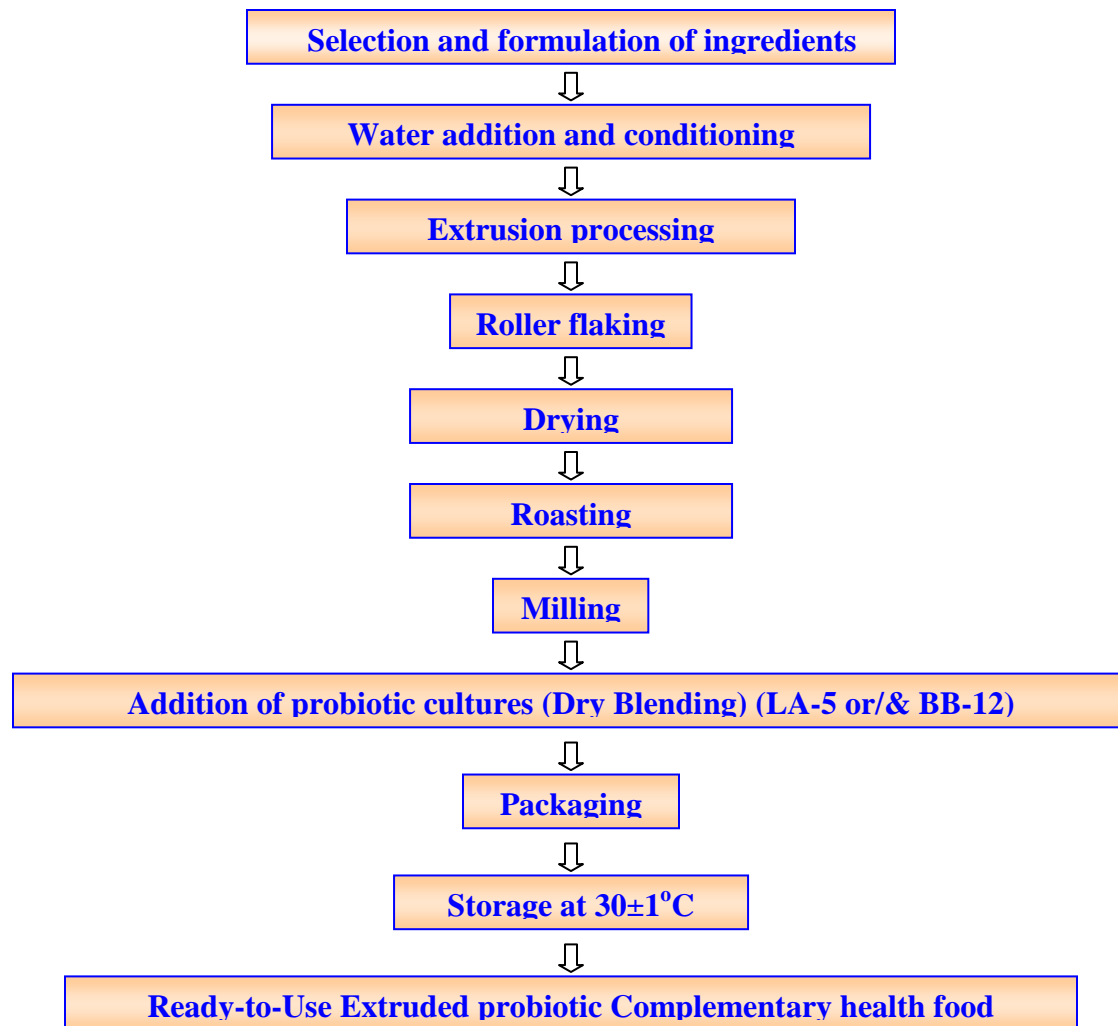 Selection and formulation of ingredients
Water addition and conditioning
Extrusion processing
Roller flaking
Drying
Roasting
Milling
Addition of probiotic cultures (Dry Blending) (LA-5 or/& BB-12)
Packaging
Storage at 30±1°C
Ready-to-Use Extruded probiotic Complementary health food